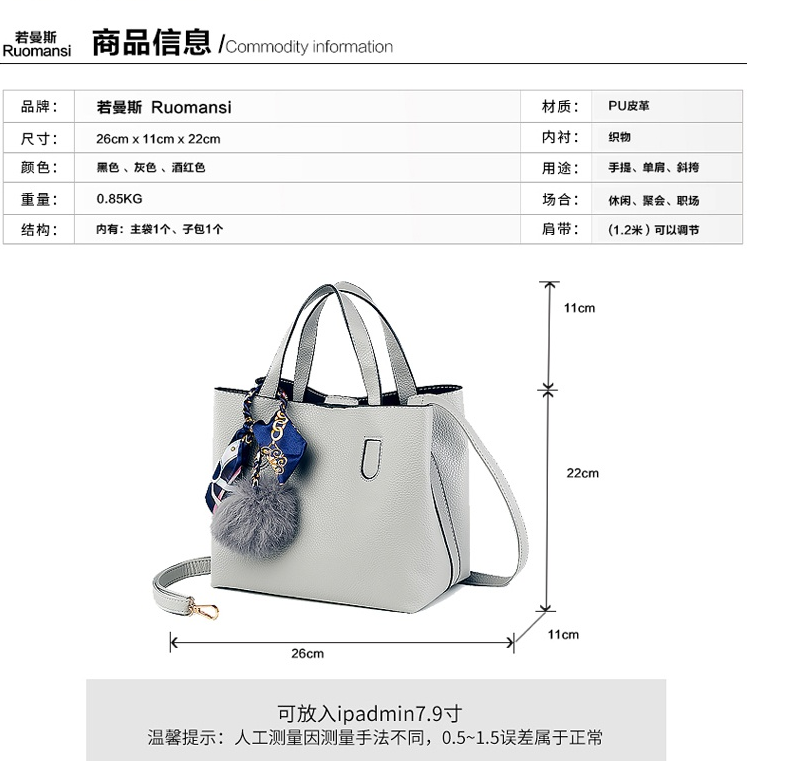 若曼斯
Ruomansi
商品信息 /Commodity information
品牌： 若曼斯 Ruomansi 材质： PU皮革
尺寸： 26cm x 11cm x 22cm 内衬： 织物
颜色： 黑色 、灰色 、酒红色 用途： 手提、单肩、斜挎
重量： 0.85KG 场合： 休闲、聚会、职场
结构： 内有：主袋1个、子包1个 肩带： (1.2米）可以调节
11cm
22cm
11cm
26cm
可放入ipadmin7.9寸
温馨提示：人工测量因测量手法不同，0.5~1.5误差属于正常